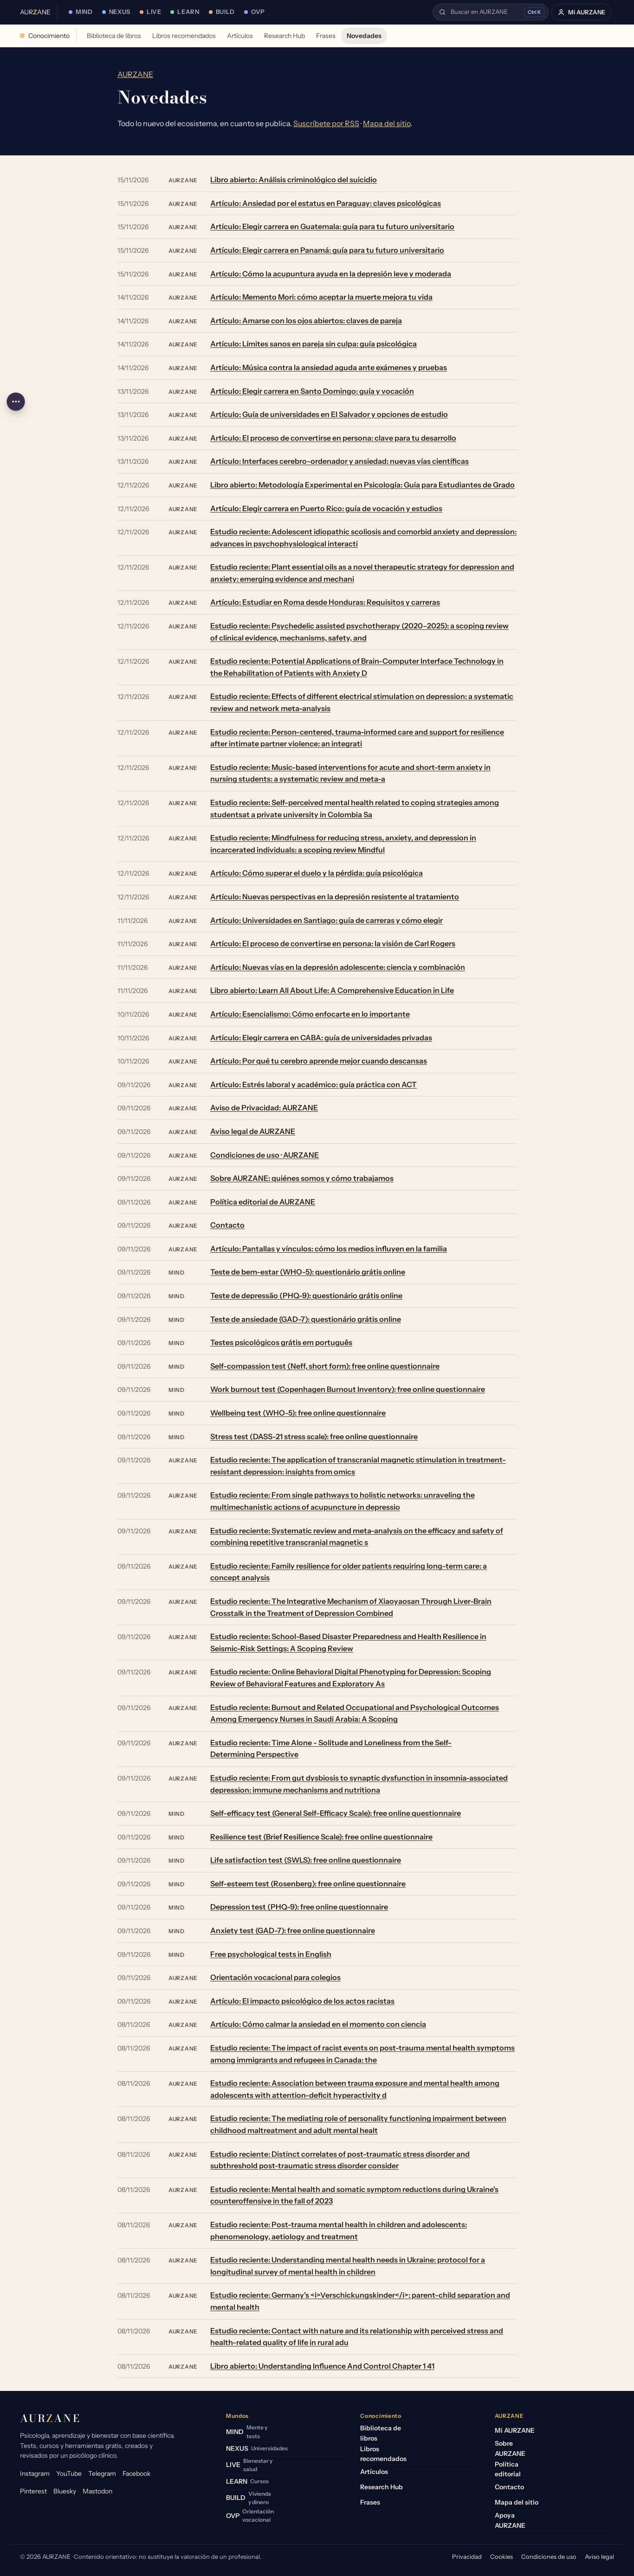 AURZANE MIND NEXUS LIVE LEARN BUILD OVP Buscar en AURZANE Ctrl K Mi AURZANE
Conocimiento Biblioteca de libros Libros recomendados Artículos Research Hub Frases Novedades
AURZANE
Novedades
Todo lo nuevo del ecosistema, en cuanto se publica. Suscríbete por RSS · Mapa del sitio.
15/11/2026 AURZANE Libro abierto: Análisis criminológico del suicidio
15/11/2026 AURZANE Artículo: Ansiedad por el estatus en Paraguay: claves psicológicas
15/11/2026 AURZANE Artículo: Elegir carrera en Guatemala: guía para tu futuro universitario
15/11/2026 AURZANE Artículo: Elegir carrera en Panamá: guía para tu futuro universitario
15/11/2026 AURZANE Artículo: Cómo la acupuntura ayuda en la depresión leve y moderada
14/11/2026 AURZANE Artículo: Memento Mori: cómo aceptar la muerte mejora tu vida
14/11/2026 AURZANE Artículo: Amarse con los ojos abiertos: claves de pareja
14/11/2026 AURZANE Artículo: Límites sanos en pareja sin culpa: guía psicológica
14/11/2026 AURZANE Artículo: Música contra la ansiedad aguda ante exámenes y pruebas
13/11/2026 AURZANE Artículo: Elegir carrera en Santo Domingo: guía y vocación
13/11/2026 AURZANE Artículo: Guía de universidades en El Salvador y opciones de estudio
13/11/2026 AURZANE Artículo: El proceso de convertirse en persona: clave para tu desarrollo
13/11/2026 AURZANE Artículo: Interfaces cerebro-ordenador y ansiedad: nuevas vías científicas
12/11/2026 AURZANE Libro abierto: Metodología Experimental en Psicología: Guía para Estudiantes de Grado
12/11/2026 AURZANE Artículo: Elegir carrera en Puerto Rico: guía de vocación y estudios
12/11/2026 AURZANE Estudio reciente: Adolescent idiopathic scoliosis and comorbid anxiety and depression:
advances in psychophysiological interacti
12/11/2026 AURZANE Estudio reciente: Plant essential oils as a novel therapeutic strategy for depression and
anxiety: emerging evidence and mechani
12/11/2026 AURZANE Artículo: Estudiar en Roma desde Honduras: Requisitos y carreras
12/11/2026 AURZANE Estudio reciente: Psychedelic assisted psychotherapy (2020–2025): a scoping review
of clinical evidence, mechanisms, safety, and
12/11/2026 AURZANE Estudio reciente: Potential Applications of Brain-Computer Interface Technology in
the Rehabilitation of Patients with Anxiety D
12/11/2026 AURZANE Estudio reciente: Effects of different electrical stimulation on depression: a systematic
review and network meta-analysis
12/11/2026 AURZANE Estudio reciente: Person-centered, trauma-informed care and support for resilience
after intimate partner violence: an integrati
12/11/2026 AURZANE Estudio reciente: Music-based interventions for acute and short-term anxiety in
nursing students: a systematic review and meta-a
12/11/2026 AURZANE Estudio reciente: Self-perceived mental health related to coping strategies among
studentsat a private university in Colombia Sa
12/11/2026 AURZANE Estudio reciente: Mindfulness for reducing stress, anxiety, and depression in
incarcerated individuals: a scoping review Mindful
12/11/2026 AURZANE Artículo: Cómo superar el duelo y la pérdida: guía psicológica
12/11/2026 AURZANE Artículo: Nuevas perspectivas en la depresión resistente al tratamiento
11/11/2026 AURZANE Artículo: Universidades en Santiago: guía de carreras y cómo elegir
11/11/2026 AURZANE Artículo: El proceso de convertirse en persona: la visión de Carl Rogers
11/11/2026 AURZANE Artículo: Nuevas vías en la depresión adolescente: ciencia y combinación
11/11/2026 AURZANE Libro abierto: Learn All About Life: A Comprehensive Education in Life
10/11/2026 AURZANE Artículo: Esencialismo: Cómo enfocarte en lo importante
10/11/2026 AURZANE Artículo: Elegir carrera en CABA: guía de universidades privadas
10/11/2026 AURZANE Artículo: Por qué tu cerebro aprende mejor cuando descansas
09/11/2026 AURZANE Artículo: Estrés laboral y académico: guía práctica con ACT
09/11/2026 AURZANE Aviso de Privacidad: AURZANE
09/11/2026 AURZANE Aviso legal de AURZANE
09/11/2026 AURZANE Condiciones de uso · AURZANE
09/11/2026 AURZANE Sobre AURZANE: quiénes somos y cómo trabajamos
09/11/2026 AURZANE Política editorial de AURZANE
09/11/2026 AURZANE Contacto
09/11/2026 AURZANE Artículo: Pantallas y vínculos: cómo los medios influyen en la familia
09/11/2026 MIND Teste de bem-estar (WHO-5): questionário grátis online
09/11/2026 MIND Teste de depressão (PHQ-9): questionário grátis online
09/11/2026 MIND Teste de ansiedade (GAD-7): questionário grátis online
09/11/2026 MIND Testes psicológicos grátis em português
09/11/2026 MIND Self-compassion test (Neff, short form): free online questionnaire
09/11/2026 MIND Work burnout test (Copenhagen Burnout Inventory): free online questionnaire
09/11/2026 MIND Wellbeing test (WHO-5): free online questionnaire
09/11/2026 MIND Stress test (DASS-21 stress scale): free online questionnaire
09/11/2026 AURZANE Estudio reciente: The application of transcranial magnetic stimulation in treatment-
resistant depression: insights from omics
09/11/2026 AURZANE Estudio reciente: From single pathways to holistic networks: unraveling the
multimechanistic actions of acupuncture in depressio
09/11/2026 AURZANE Estudio reciente: Systematic review and meta-analysis on the efficacy and safety of
combining repetitive transcranial magnetic s
09/11/2026 AURZANE Estudio reciente: Family resilience for older patients requiring long-term care: a
concept analysis
09/11/2026 AURZANE Estudio reciente: The Integrative Mechanism of Xiaoyaosan Through Liver-Brain
Crosstalk in the Treatment of Depression Combined
09/11/2026 AURZANE Estudio reciente: School-Based Disaster Preparedness and Health Resilience in
Seismic-Risk Settings: A Scoping Review
09/11/2026 AURZANE Estudio reciente: Online Behavioral Digital Phenotyping for Depression: Scoping
Review of Behavioral Features and Exploratory As
09/11/2026 AURZANE Estudio reciente: Burnout and Related Occupational and Psychological Outcomes
Among Emergency Nurses in Saudi Arabia: A Scoping
09/11/2026 AURZANE Estudio reciente: Time Alone - Solitude and Loneliness from the Self-
Determining Perspective
09/11/2026 AURZANE Estudio reciente: From gut dysbiosis to synaptic dysfunction in insomnia-associated
depression: immune mechanisms and nutritiona
09/11/2026 MIND Self-efficacy test (General Self-Efficacy Scale): free online questionnaire
09/11/2026 MIND Resilience test (Brief Resilience Scale): free online questionnaire
09/11/2026 MIND Life satisfaction test (SWLS): free online questionnaire
09/11/2026 MIND Self-esteem test (Rosenberg): free online questionnaire
09/11/2026 MIND Depression test (PHQ-9): free online questionnaire
09/11/2026 MIND Anxiety test (GAD-7): free online questionnaire
09/11/2026 MIND Free psychological tests in English
09/11/2026 AURZANE Orientación vocacional para colegios
09/11/2026 AURZANE Artículo: El impacto psicológico de los actos racistas
08/11/2026 AURZANE Artículo: Cómo calmar la ansiedad en el momento con ciencia
08/11/2026 AURZANE Estudio reciente: The impact of racist events on post-trauma mental health symptoms
among immigrants and refugees in Canada: the
08/11/2026 AURZANE Estudio reciente: Association between trauma exposure and mental health among
adolescents with attention-deficit hyperactivity d
08/11/2026 AURZANE Estudio reciente: The mediating role of personality functioning impairment between
childhood maltreatment and adult mental healt
08/11/2026 AURZANE Estudio reciente: Distinct correlates of post-traumatic stress disorder and
subthreshold post-traumatic stress disorder consider
08/11/2026 AURZANE Estudio reciente: Mental health and somatic symptom reductions during Ukraine's
counteroffensive in the fall of 2023
08/11/2026 AURZANE Estudio reciente: Post-trauma mental health in children and adolescents:
phenomenology, aetiology and treatment
08/11/2026 AURZANE Estudio reciente: Understanding mental health needs in Ukraine: protocol for a
longitudinal survey of mental health in children
08/11/2026 AURZANE Estudio reciente: Germany's <i>Verschickungskinder</i>: parent-child separation and
mental health
08/11/2026 AURZANE Estudio reciente: Contact with nature and its relationship with perceived stress and
health-related quality of life in rural adu
08/11/2026 AURZANE Libro abierto: Understanding Influence And Control Chapter 1 41
AURZANE
Psicología, aprendizaje y bienestar con base científica.
Tests, cursos y herramientas gratis, creados y
revisados por un psicólogo clínico.
Instagram YouTube Telegram Facebook
Pinterest Bluesky Mastodon
Mundos
MIND Mente y
tests
NEXUS Universidades
LIVE Bienestar y
salud
LEARN Cursos
BUILD Vivienda
y dinero
OVP Orientación
vocacional
Conocimiento
Biblioteca de
libros
Libros
recomendados
Artículos
Research Hub
Frases
AURZANE
Mi AURZANE
Sobre
AURZANE
Política
editorial
Contacto
Mapa del sitio
Apoya
AURZANE
© 2026 AURZANE · Contenido orientativo: no sustituye la valoración de un profesional. Privacidad Cookies Condiciones de uso Aviso legal